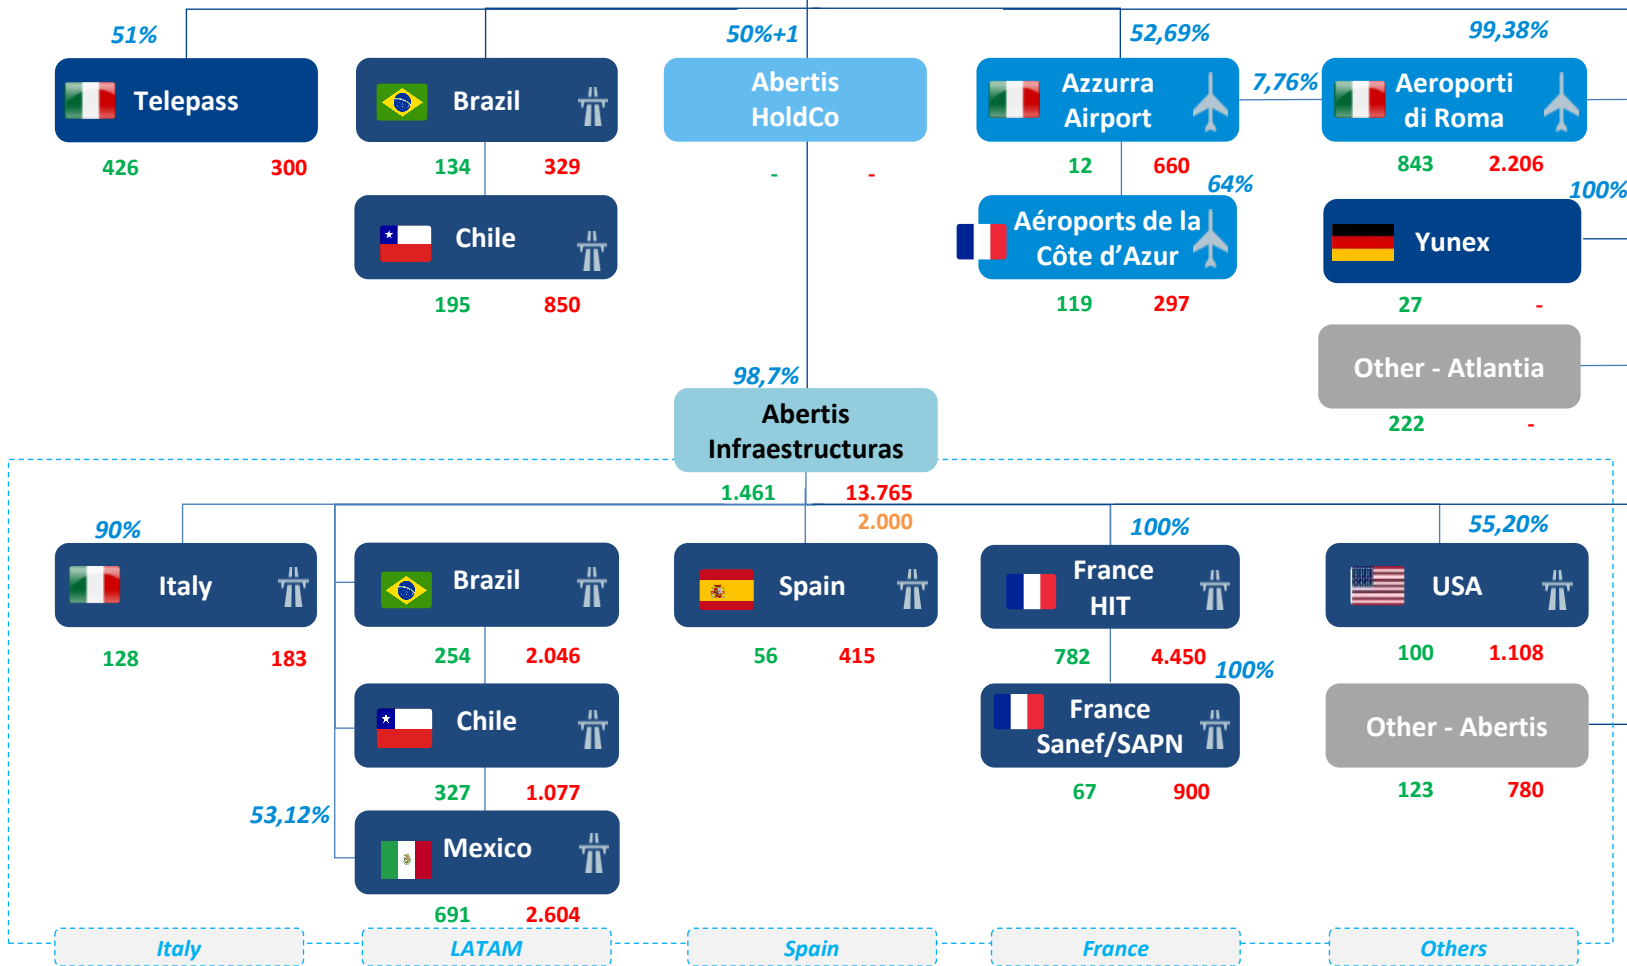 51%
50%+1
52,69%
99,38%
Telepass
Brazil
Abertis
HoldCo
Azzurra
Airport
7,76%
Aeroporti
di Roma
426
300
134
329
-
-
12
660
843
2.206
64%
100%
Chile
Aéroports de la
Côte d'Azur
Yunex
195
850
119
297
27
-
Other - Atlantia
98,7%
222
-
Abertis
Infraestructuras
1.461
13.765
2.000
90%
100%
55,20%
Italy
Brazil
Spain
France
HIT
USA
128
183
254
2.046
56
415
782
4.450
100
1.108
100%
Chile
France
Sanef/SAPN
Other - Abertis
327
1.077
67
900
123
780
53,12%
Mexico
691
2.604
Italy
LATAM
Spain
France
Others